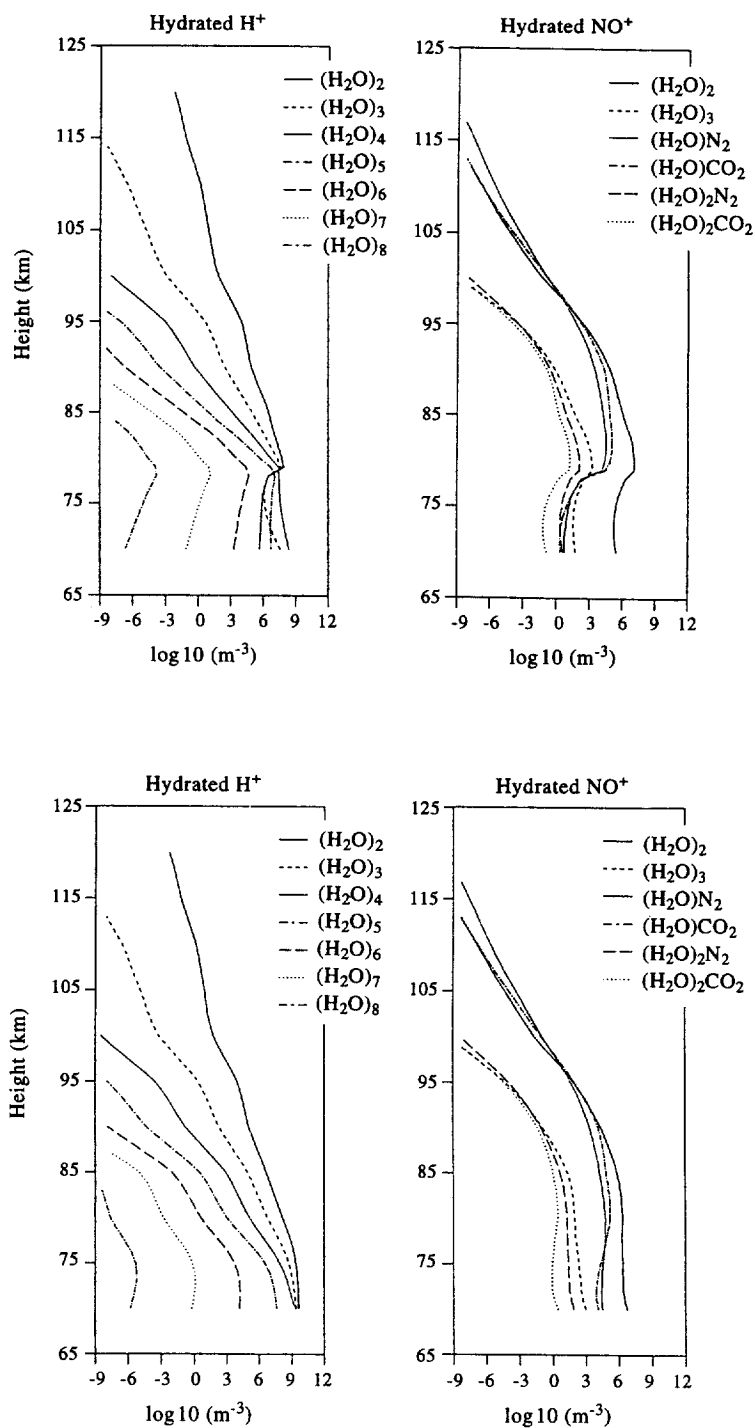 Hydrated H⁺
125
115
105
95
85
75
65
Height (km)
-9 -6 -3 0 3 6 9 12
log10 (m⁻³)
(H₂O)₂
(H₂O)₃
(H₂O)₄
(H₂O)₅
(H₂O)₆
(H₂O)₇
(H₂O)₈
Hydrated NO⁺
125
115
105
95
85
75
65
-9 -6 -3 0 3 6 9 12
log10 (m⁻³)
(H₂O)₂
(H₂O)₃
(H₂O)N₂
(H₂O)CO₂
(H₂O)₂N₂
(H₂O)₂CO₂
Hydrated H⁺
125
115
105
95
85
75
65
Height (km)
-9 -6 -3 0 3 6 9 12
log10 (m⁻³)
(H₂O)₂
(H₂O)₃
(H₂O)₄
(H₂O)₅
(H₂O)₆
(H₂O)₇
(H₂O)₈
Hydrated NO⁺
125
115
105
95
85
75
65
-9 -6 -3 0 3 6 9 12
log10 (m⁻³)
(H₂O)₂
(H₂O)₃
(H₂O)N₂
(H₂O)CO₂
(H₂O)₂N₂
(H₂O)₂CO₂